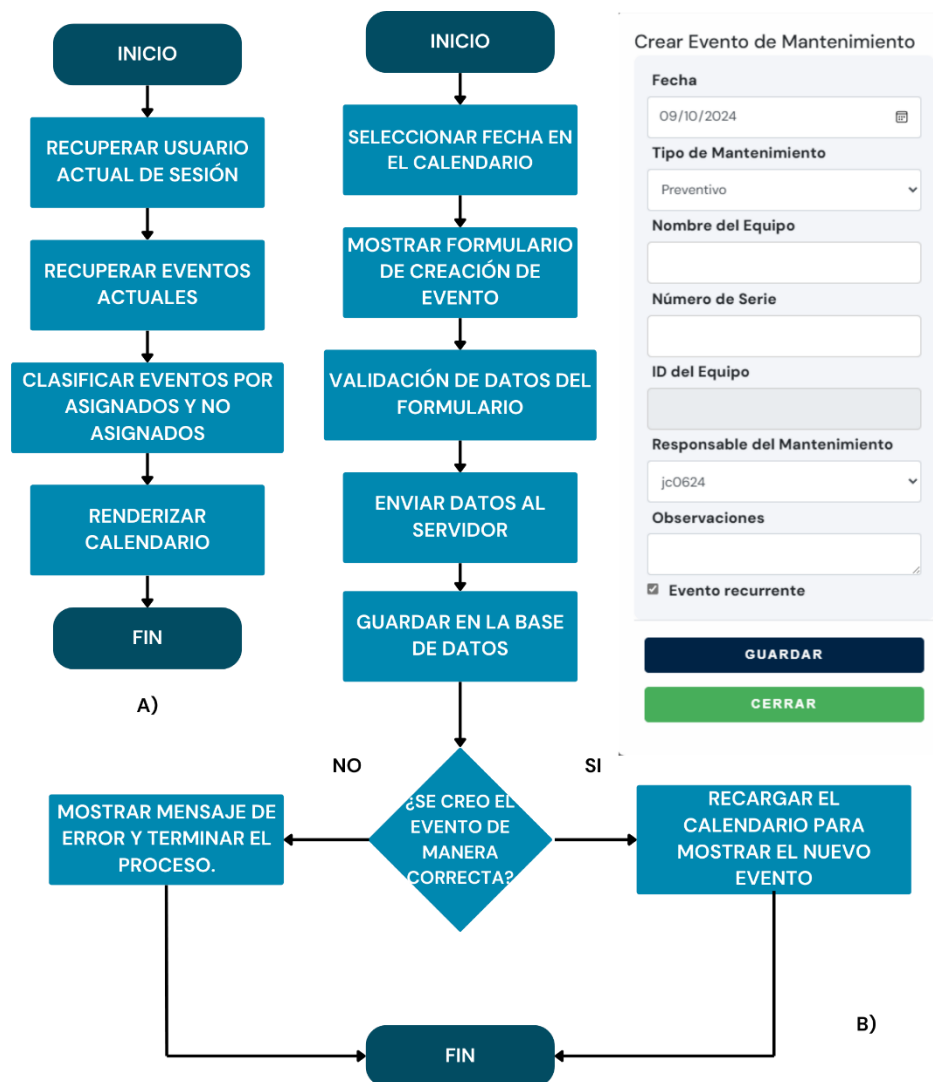 INICIO
RECUPERAR USUARIO
ACTUAL DE SESIÓN
RECUPERAR EVENTOS
ACTUALES
CLASIFICAR EVENTOS POR
ASIGNADOS Y NO
ASIGNADOS
RENDERIZAR
CALENDARIO
FIN
A)
INICIO
SELECCIONAR FECHA EN
EL CALENDARIO
MOSTRAR FORMULARIO
DE CREACIÓN DE
EVENTO
VALIDACIÓN DE DATOS DEL
FORMULARIO
ENVIAR DATOS AL
SERVIDOR
GUARDAR EN LA BASE
DE DATOS
NO
SI
¿SE CREO EL
EVENTO DE
MANERA
CORRECTA?
MOSTRAR MENSAJE DE
ERROR Y TERMINAR EL
PROCESO.
RECARGAR EL
CALENDARIO PARA
MOSTRAR EL NUEVO
EVENTO
FIN
B)
Crear Evento de Mantenimiento
Fecha
09/10/2024
Tipo de Mantenimiento
Preventivo
Nombre del Equipo
Número de Serie
ID del Equipo
Responsable del Mantenimiento
jc0624
Observaciones
Evento recurrente
GUARDAR
CERRAR